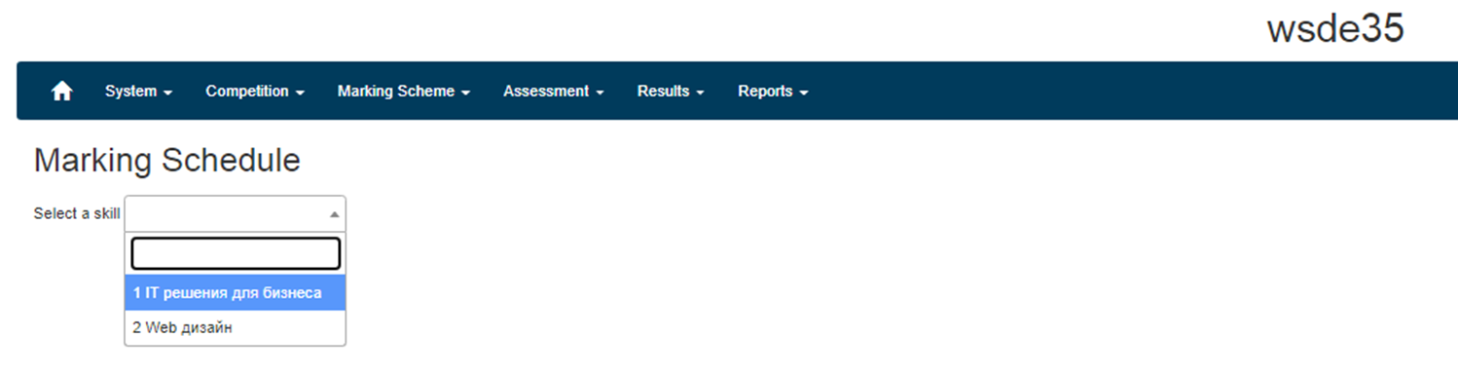 wsde35
System Competition Marking Scheme Assessment Results Reports
Marking Schedule
Select a skill
1 IT решения для бизнеса
2 Web дизайн